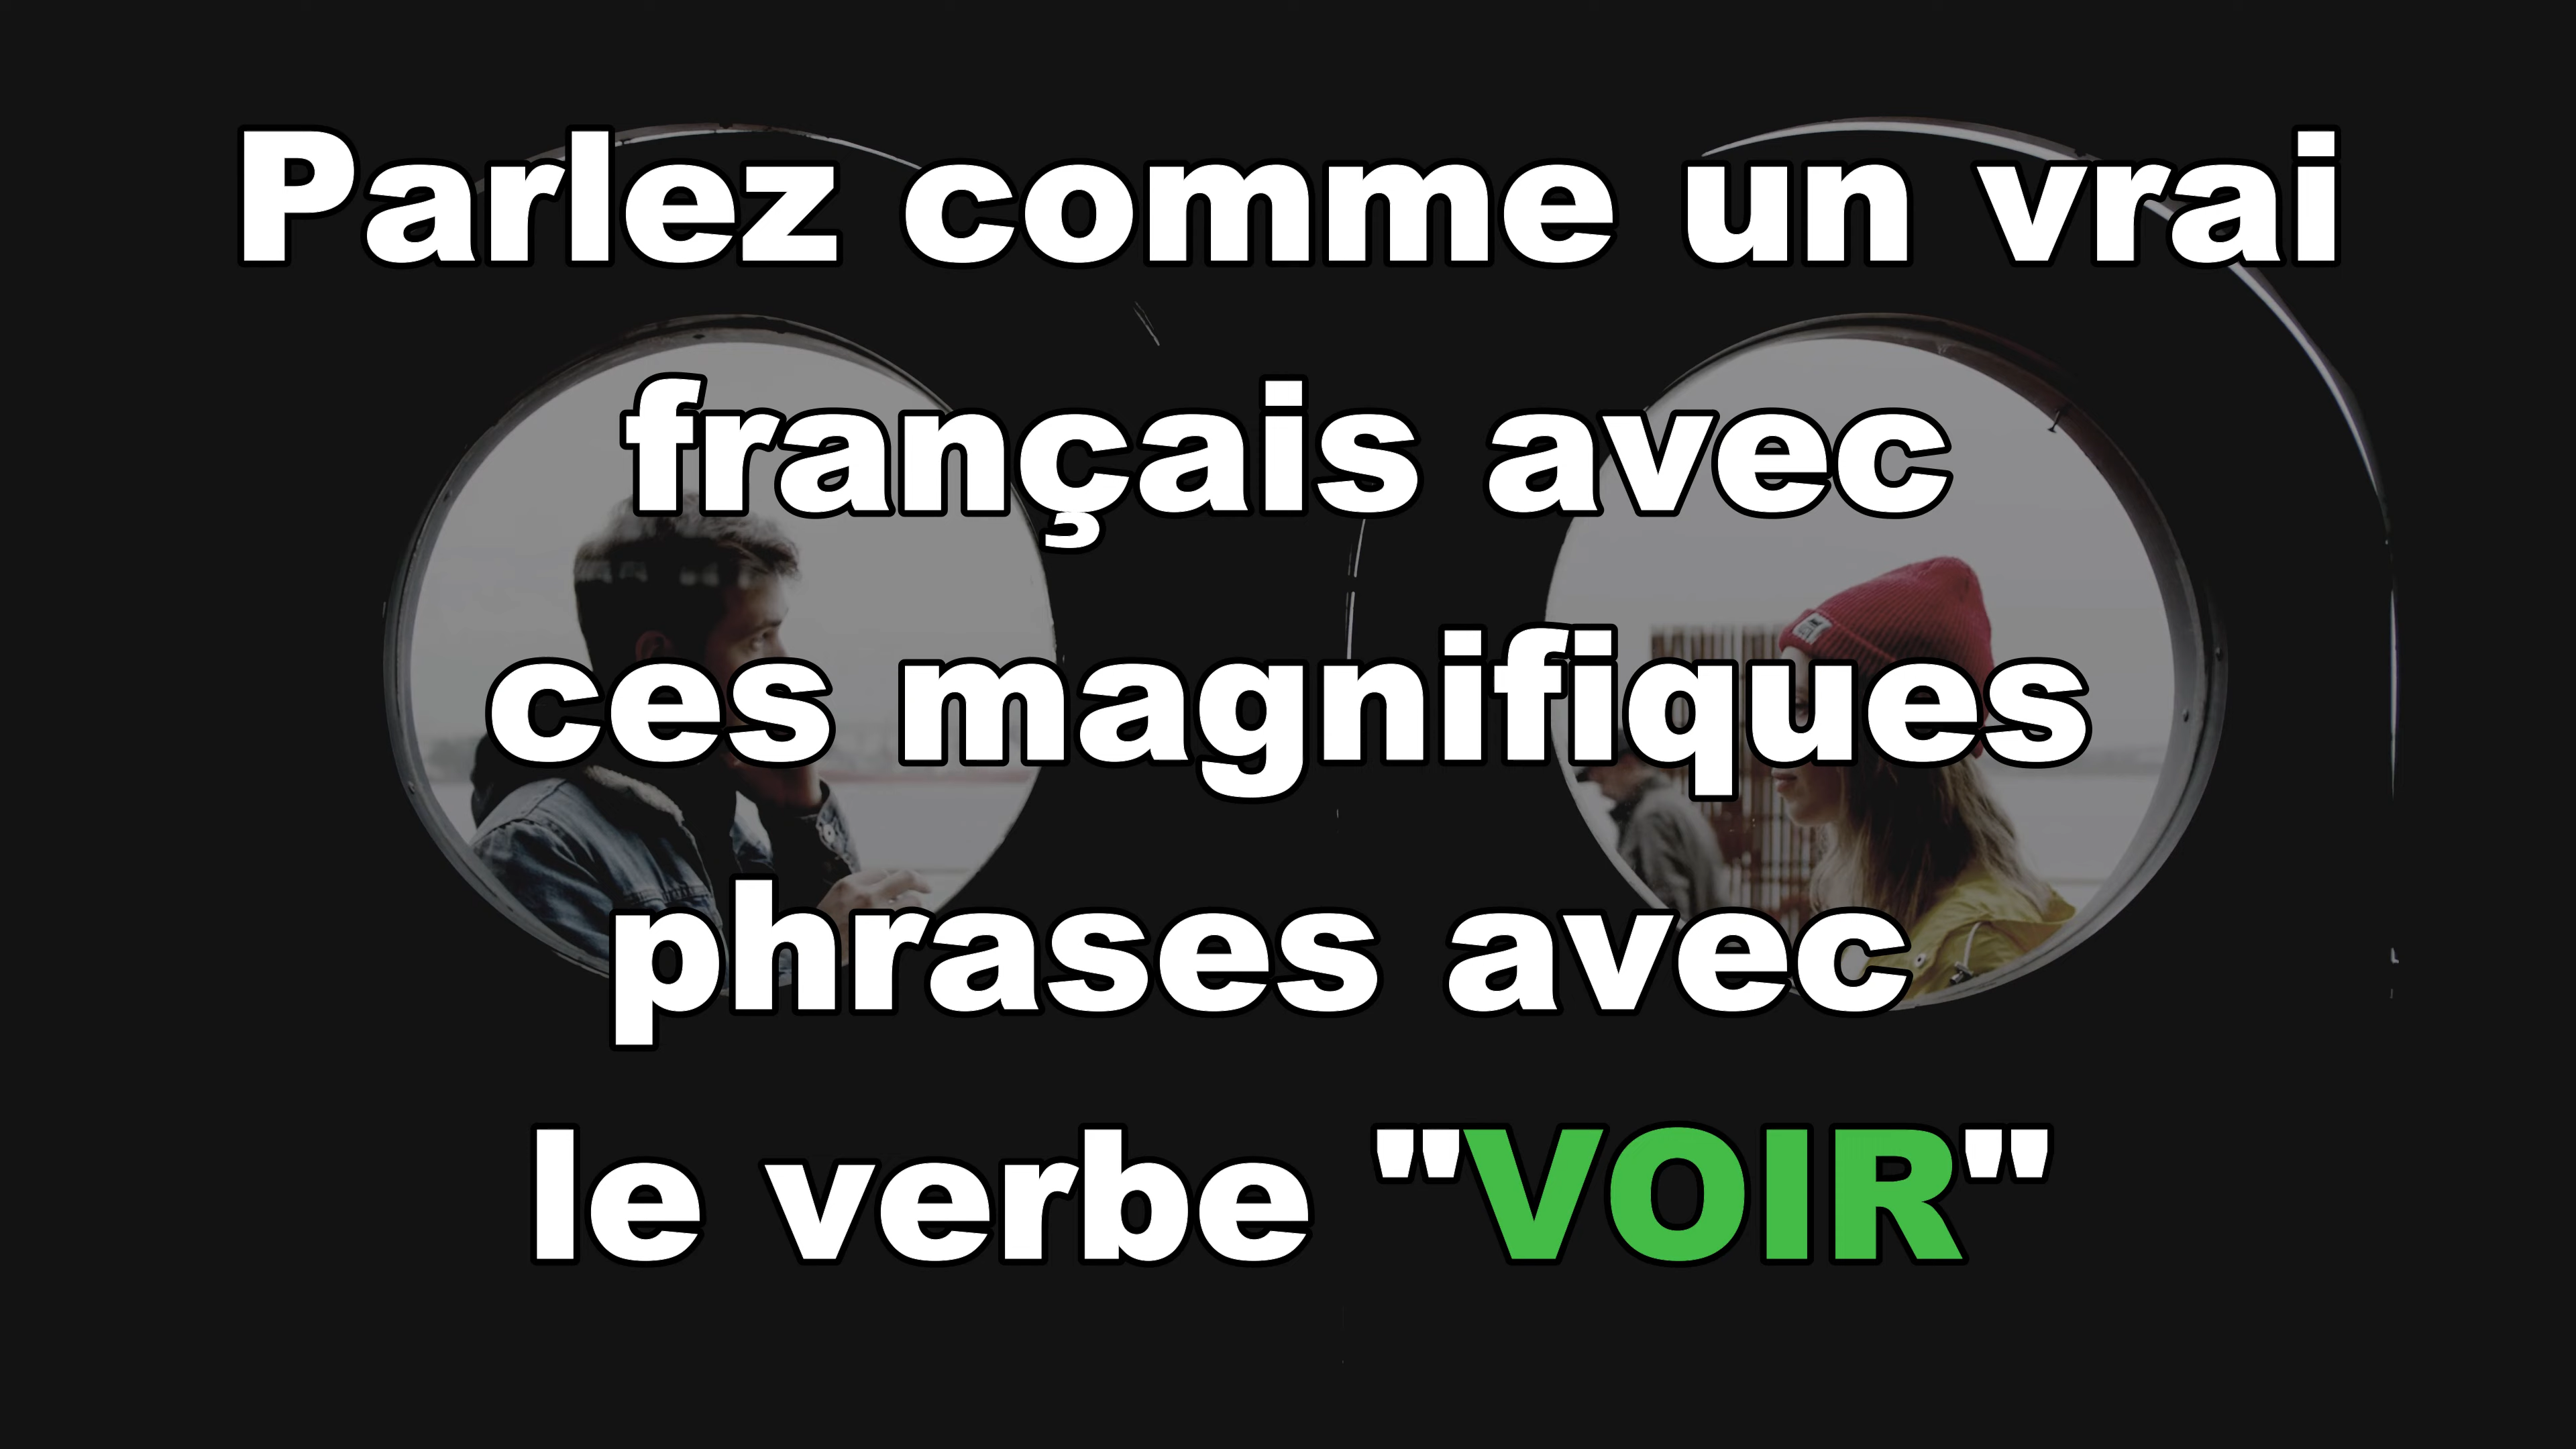 Parlez comme un vrai
français avec
ces magnifiques
phrases avec
le verbe "VOIR"